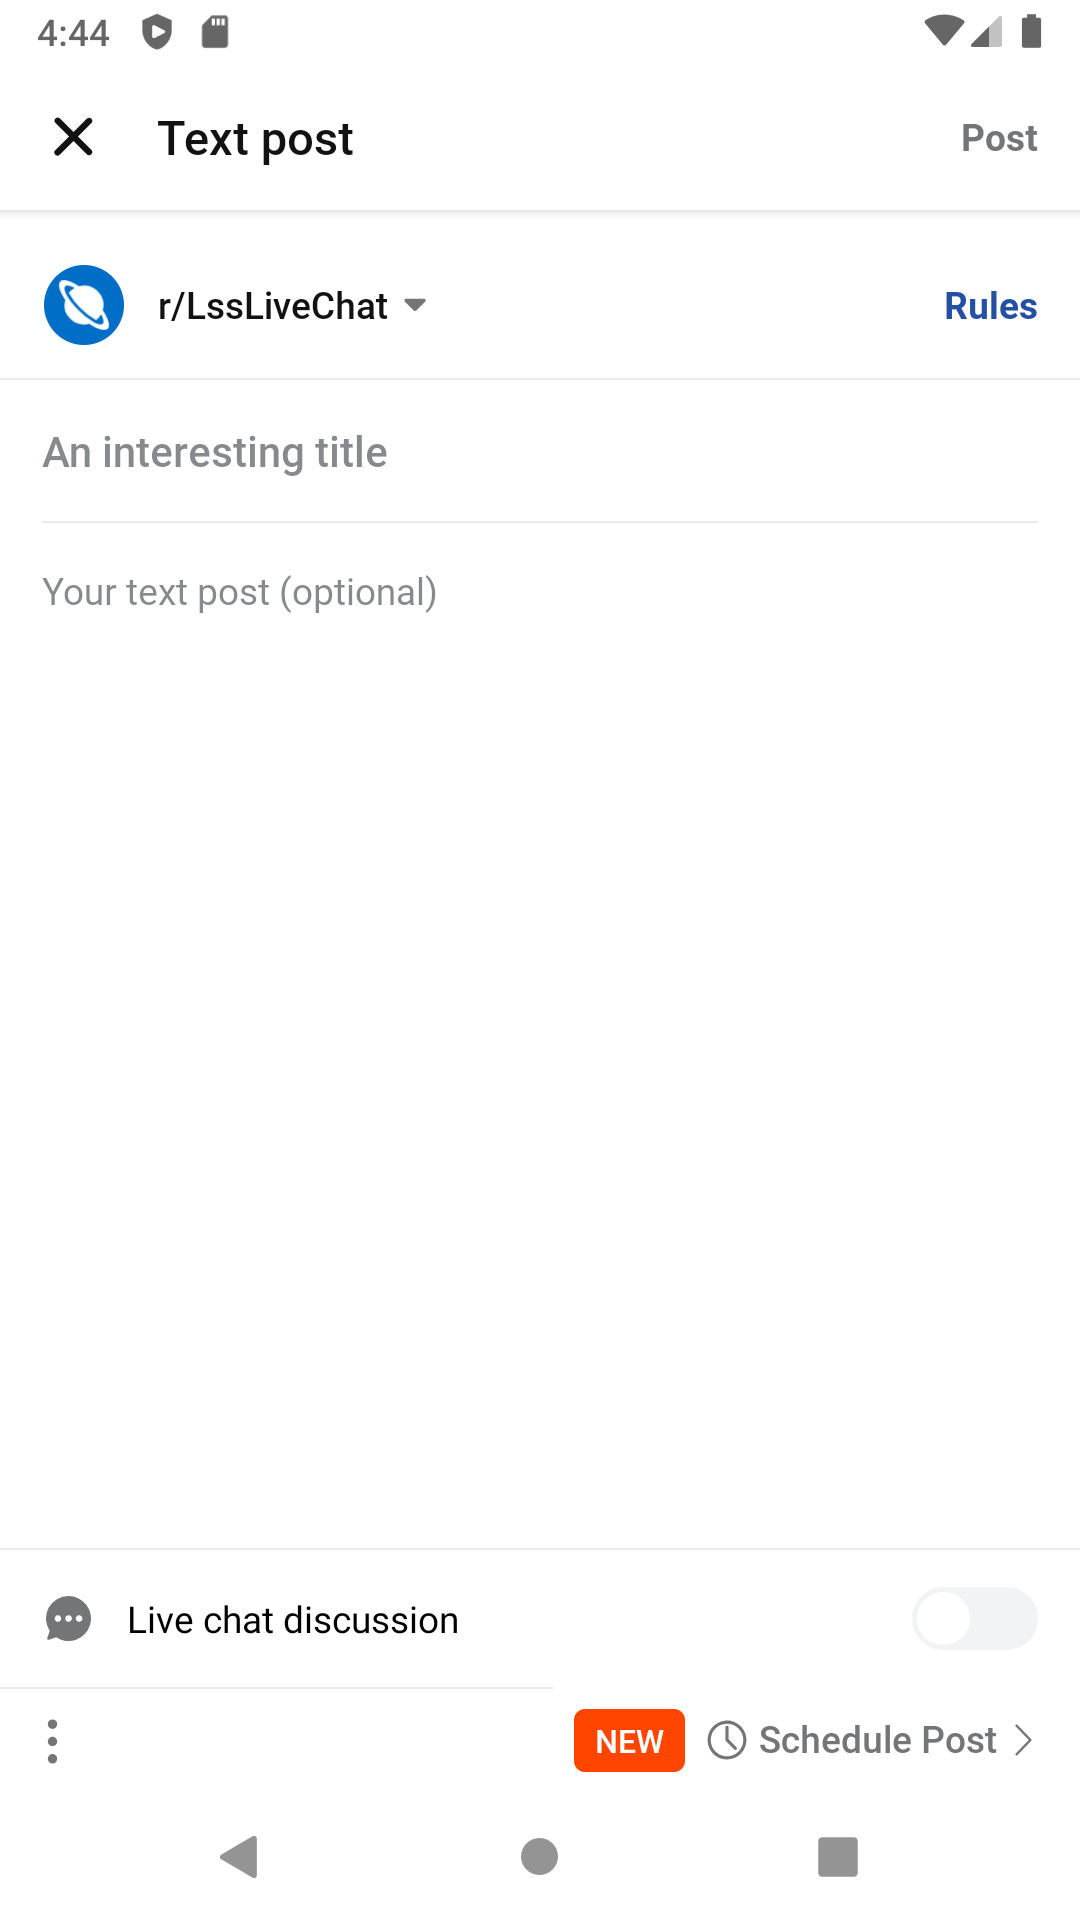 4:44
Text post
Post
r/LssLiveChat
Rules
An interesting title
Your text post (optional)
Live chat discussion
NEW
Schedule Post